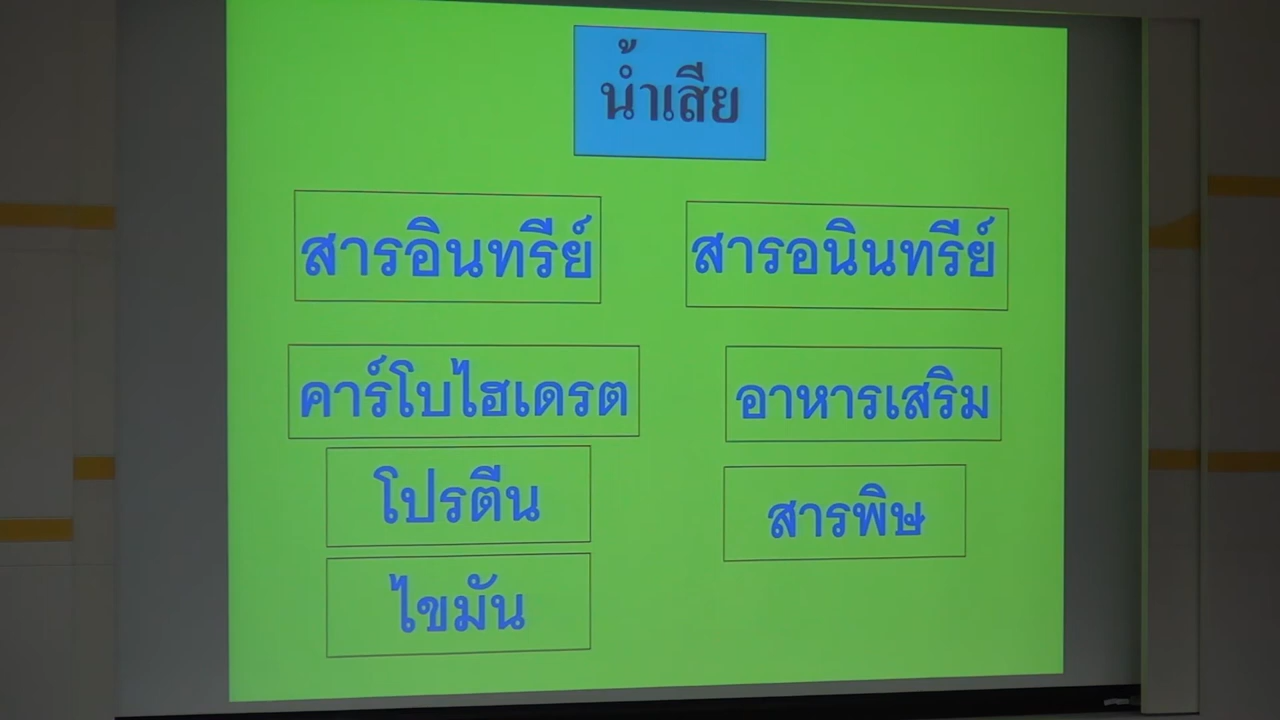 น้ำเสีย
สารอินทรีย์
สารอนินทรีย์
คาร์โบไฮเดรต
อาหารเสริม
โปรตีน
สารพิษ
ไขมัน